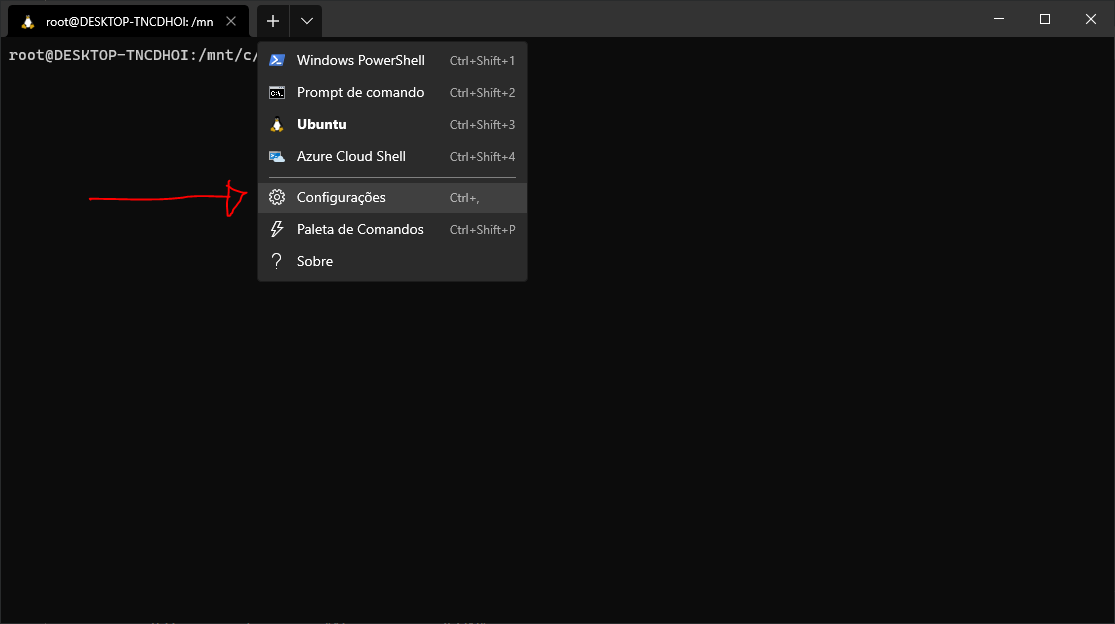 root@DESKTOP-TNCDHOI: /mn
root@DESKTOP-TNCDHOI:/mnt/c/
Windows PowerShell Ctrl+Shift+1
Prompt de comando Ctrl+Shift+2
Ubuntu Ctrl+Shift+3
Azure Cloud Shell Ctrl+Shift+4
Configurações Ctrl+,
Paleta de Comandos Ctrl+Shift+P
Sobre